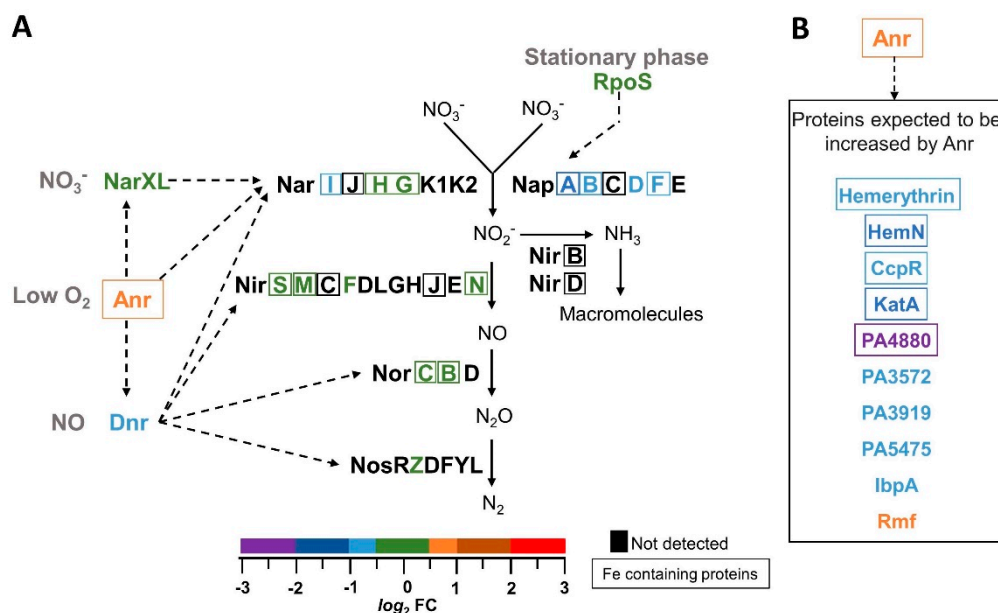 A
Stationary phase
RpoS
NO₃⁻ NO₃⁻
NO₃⁻ NarXL Nar I J H G K1K2 Nap A B C D F E
NO₂⁻ NH₃
Nir B
Nir D
Low O₂ Anr Nir S M C F D L G H J E N
Macromolecules
NO
Nor C B D
NO Dnr N₂O
NosRZDFYL
N₂
-3 -2 -1 0 1 2 3
log₂ FC
Not detected
Fe containing proteins
B
Anr
Proteins expected to be
increased by Anr
Hemerythrin
HemN
CcpR
KatA
PA4880
PA3572
PA3919
PA5475
IbpA
Rmf